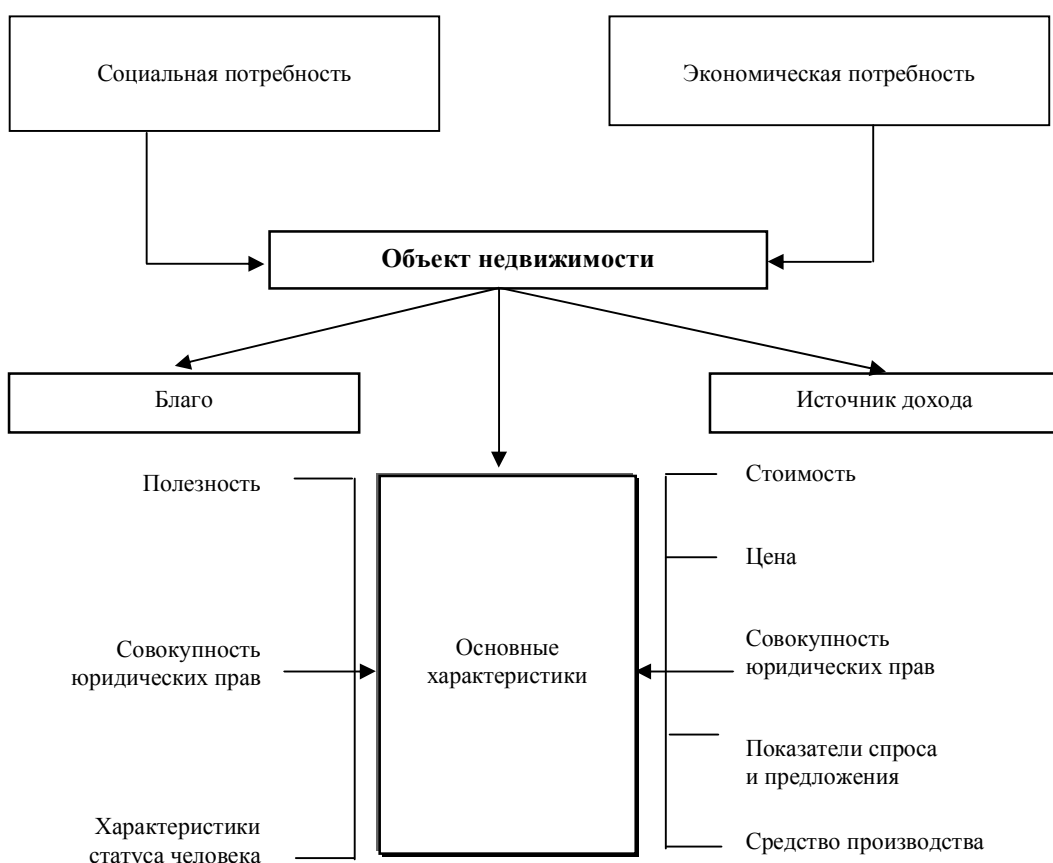 Социальная потребность
Экономическая потребность
Объект недвижимости
Благо
Источник дохода
Полезность
Совокупность
юридических прав
Характеристики
статуса человека
Основные
характеристики
Стоимость
Цена
Совокупность
юридических прав
Показатели спроса
и предложения
Средство производства